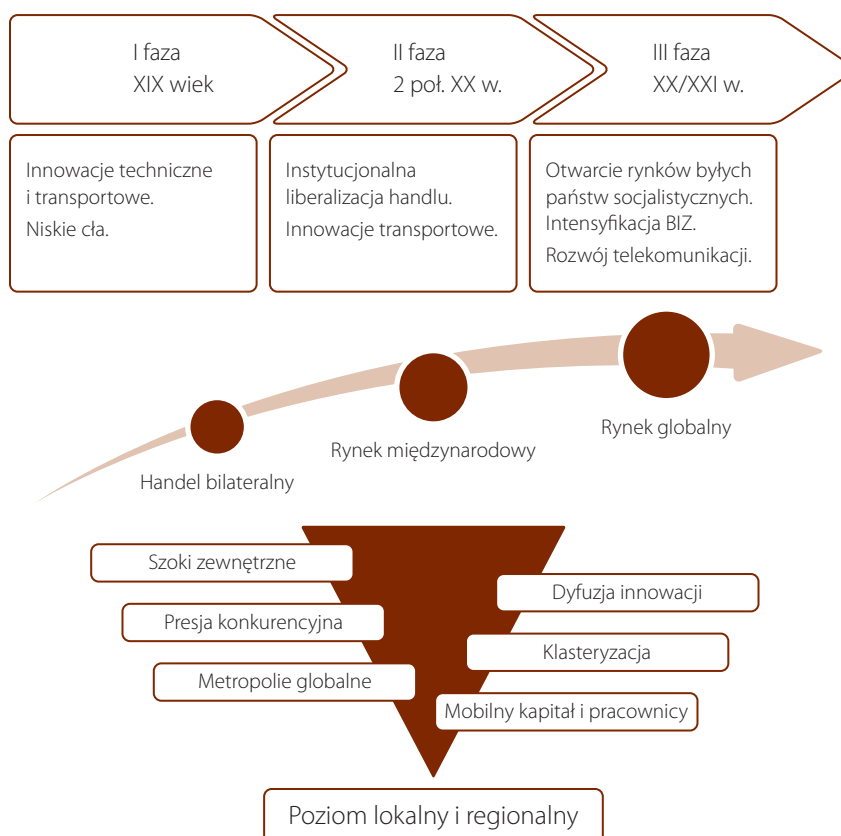 I faza
XIX wiek
II faza
2 poł. XX w.
III faza
XX/XXI w.
Innowacje techniczne
i transportowe.
Niskie cła.
Instytucjonalna
liberalizacja handlu.
Innowacje transportowe.
Otwarcie rynków byłych
państw socjalistycznych.
Intensyfikacja BIZ.
Rozwój telekomunikacji.
Handel bilateralny
Rynek międzynarodowy
Rynek globalny
Szoki zewnętrzne
Presja konkurencyjna
Metropolie globalne
Dyfuzja innowacji
Klasteryzacja
Mobilny kapitał i pracownicy
Poziom lokalny i regionalny